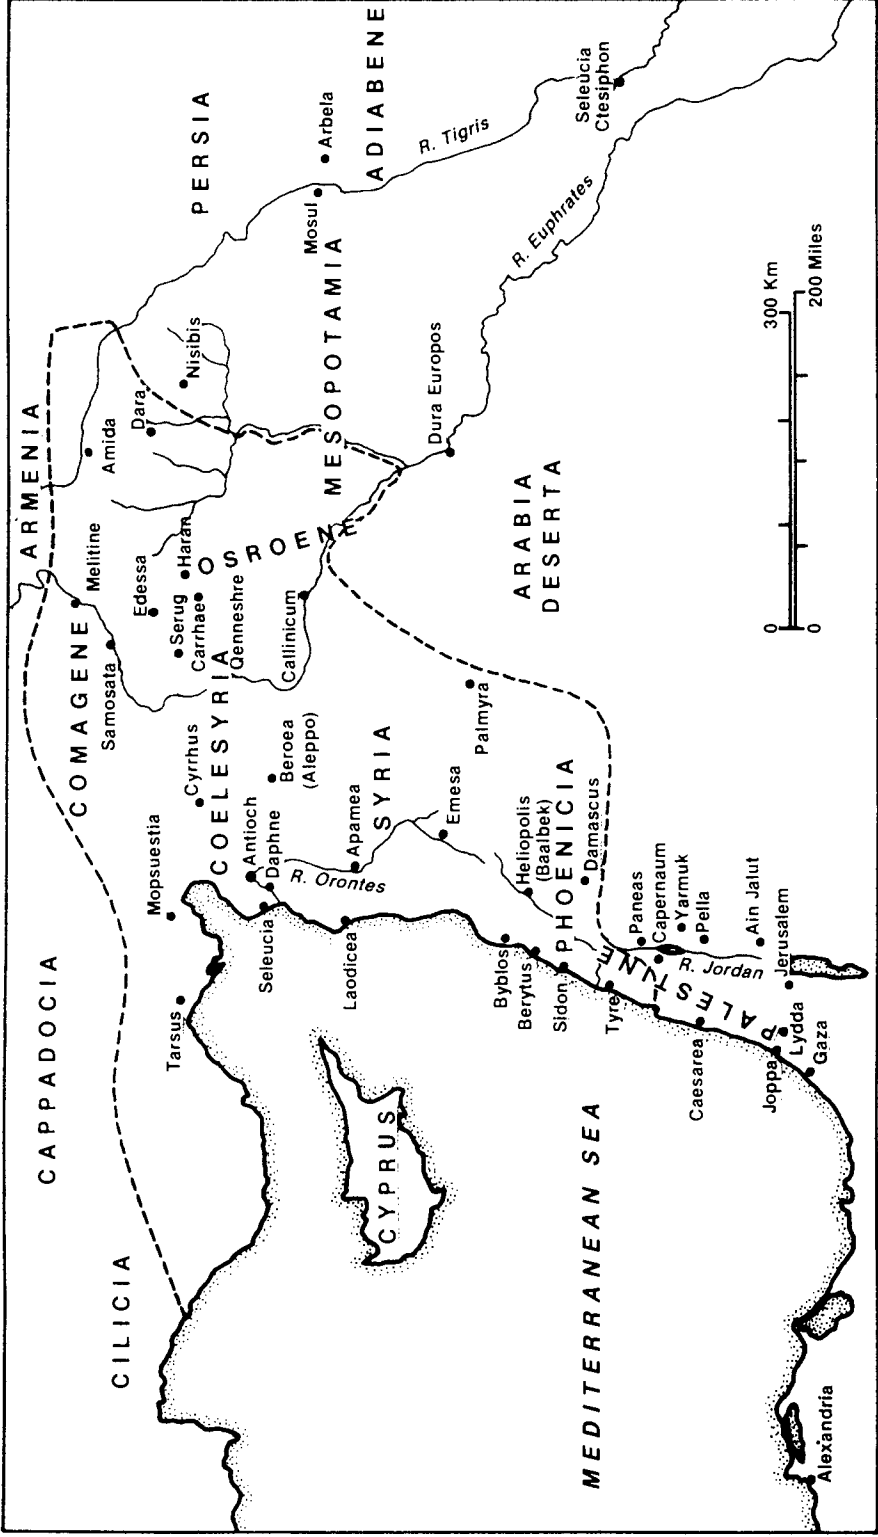 CAPPADOCIA
CILICIA
COMAGENE
ARMENIA
PERSIA
ADIABENE
Melitine
Samosata
Amida
Dara
Nisibis
Edessa
Haran
Serug
Carrhae
Qenneshre
OSROENE
MESOPOTAMIA
Mosul
Arbela
R. Tigris
R. Euphrates
Seleucia
Ctesiphon
Callinicum
Dura Europos
ARABIA
DESERTA
Mopsuestia
Tarsus
Cyrrhus
COELESYRIA
Beroea
(Aleppo)
Antioch
Daphne
Seleucia
R. Orontes
Apamea
SYRIA
Laodicea
Emesa
Palmyra
Heliopolis
(Baalbek)
PHOENICIA
Damascus
Byblos
Berytus
Sidon
Tyre
Paneas
Capernaum
Yarmuk
Pella
R. Jordan
PALESTINE
Ain Jalut
Jerusalem
Caesarea
Joppa
Lydda
Gaza
CYPRUS
MEDITERRANEAN SEA
Alexandria
0 300 Km
0 200 Miles